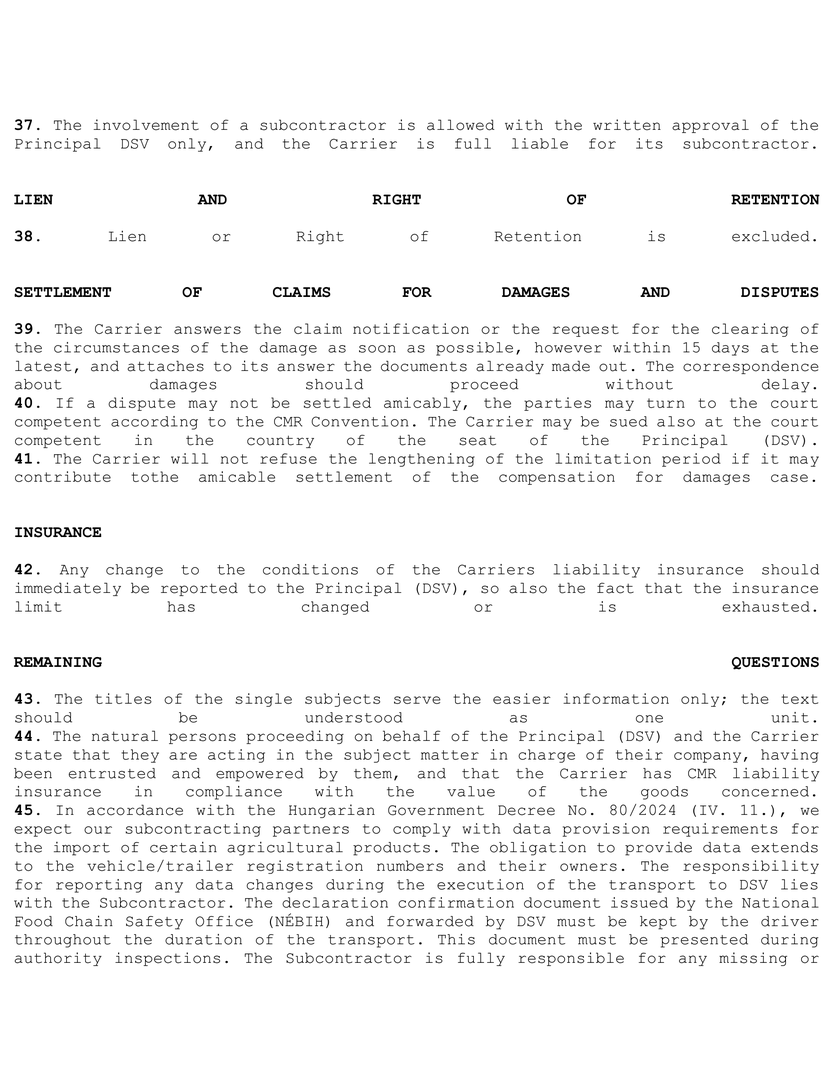 37. The involvement of a subcontractor is allowed with the written approval of the
Principal DSV only, and the Carrier is full liable for its subcontractor.
LIEN AND RIGHT OF RETENTION
38. Lien or Right of Retention is excluded.
SETTLEMENT OF CLAIMS FOR DAMAGES AND DISPUTES
39. The Carrier answers the claim notification or the request for the clearing of
the circumstances of the damage as soon as possible, however within 15 days at the
latest, and attaches to its answer the documents already made out. The correspondence
about damages should proceed without delay.
40. If a dispute may not be settled amicably, the parties may turn to the court
competent according to the CMR Convention. The Carrier may be sued also at the court
competent in the country of the seat of the Principal (DSV).
41. The Carrier will not refuse the lengthening of the limitation period if it may
contribute tothe amicable settlement of the compensation for damages case.
INSURANCE
42. Any change to the conditions of the Carriers liability insurance should
immediately be reported to the Principal (DSV), so also the fact that the insurance
limit has changed or is exhausted.
REMAINING QUESTIONS
43. The titles of the single subjects serve the easier information only; the text
should be understood as one unit.
44. The natural persons proceeding on behalf of the Principal (DSV) and the Carrier
state that they are acting in the subject matter in charge of their company, having
been entrusted and empowered by them, and that the Carrier has CMR liability
insurance in compliance with the value of the goods concerned.
45. In accordance with the Hungarian Government Decree No. 80/2024 (IV. 11.), we
expect our subcontracting partners to comply with data provision requirements for
the import of certain agricultural products. The obligation to provide data extends
to the vehicle/trailer registration numbers and their owners. The responsibility
for reporting any data changes during the execution of the transport to DSV lies
with the Subcontractor. The declaration confirmation document issued by the National
Food Chain Safety Office (NÉBIH) and forwarded by DSV must be kept by the driver
throughout the duration of the transport. This document must be presented during
authority inspections. The Subcontractor is fully responsible for any missing or